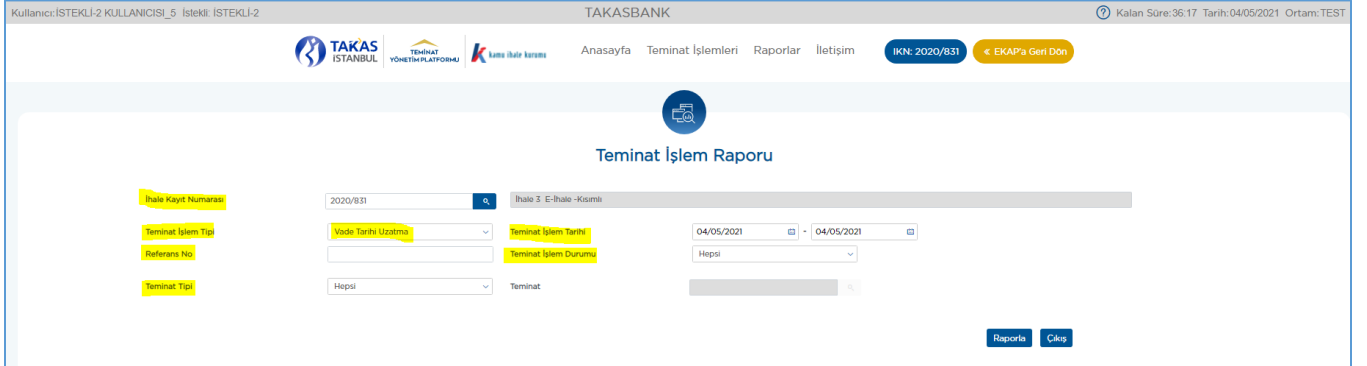 Kullanıcı:İSTEKLİ-2 KULLANICISI_5 İstekli: İSTEKLİ-2 TAKASBANK ? Kalan Süre:36:17 Tarih:04/05/2021 Ortam:TEST
TAKAS İSTANBUL TEMİNAT YÖNETİM PLATFORMU kamu ihale kurumu Anasayfa Teminat İşlemleri Raporlar İletişim IKN: 2020/831 « EKAP'a Geri Dön
Teminat İşlem Raporu
İhale Kayıt Numarası 2020/831 İhale 3 E-İhale -Kısımlı
Teminat İşlem Tipi Vade Tarihi Uzatma Teminat İşlem Tarihi 04/05/2021 - 04/05/2021
Referans No Teminat İşlem Durumu Hepsi
Teminat Tipi Hepsi Teminat
Raporla Çıkış